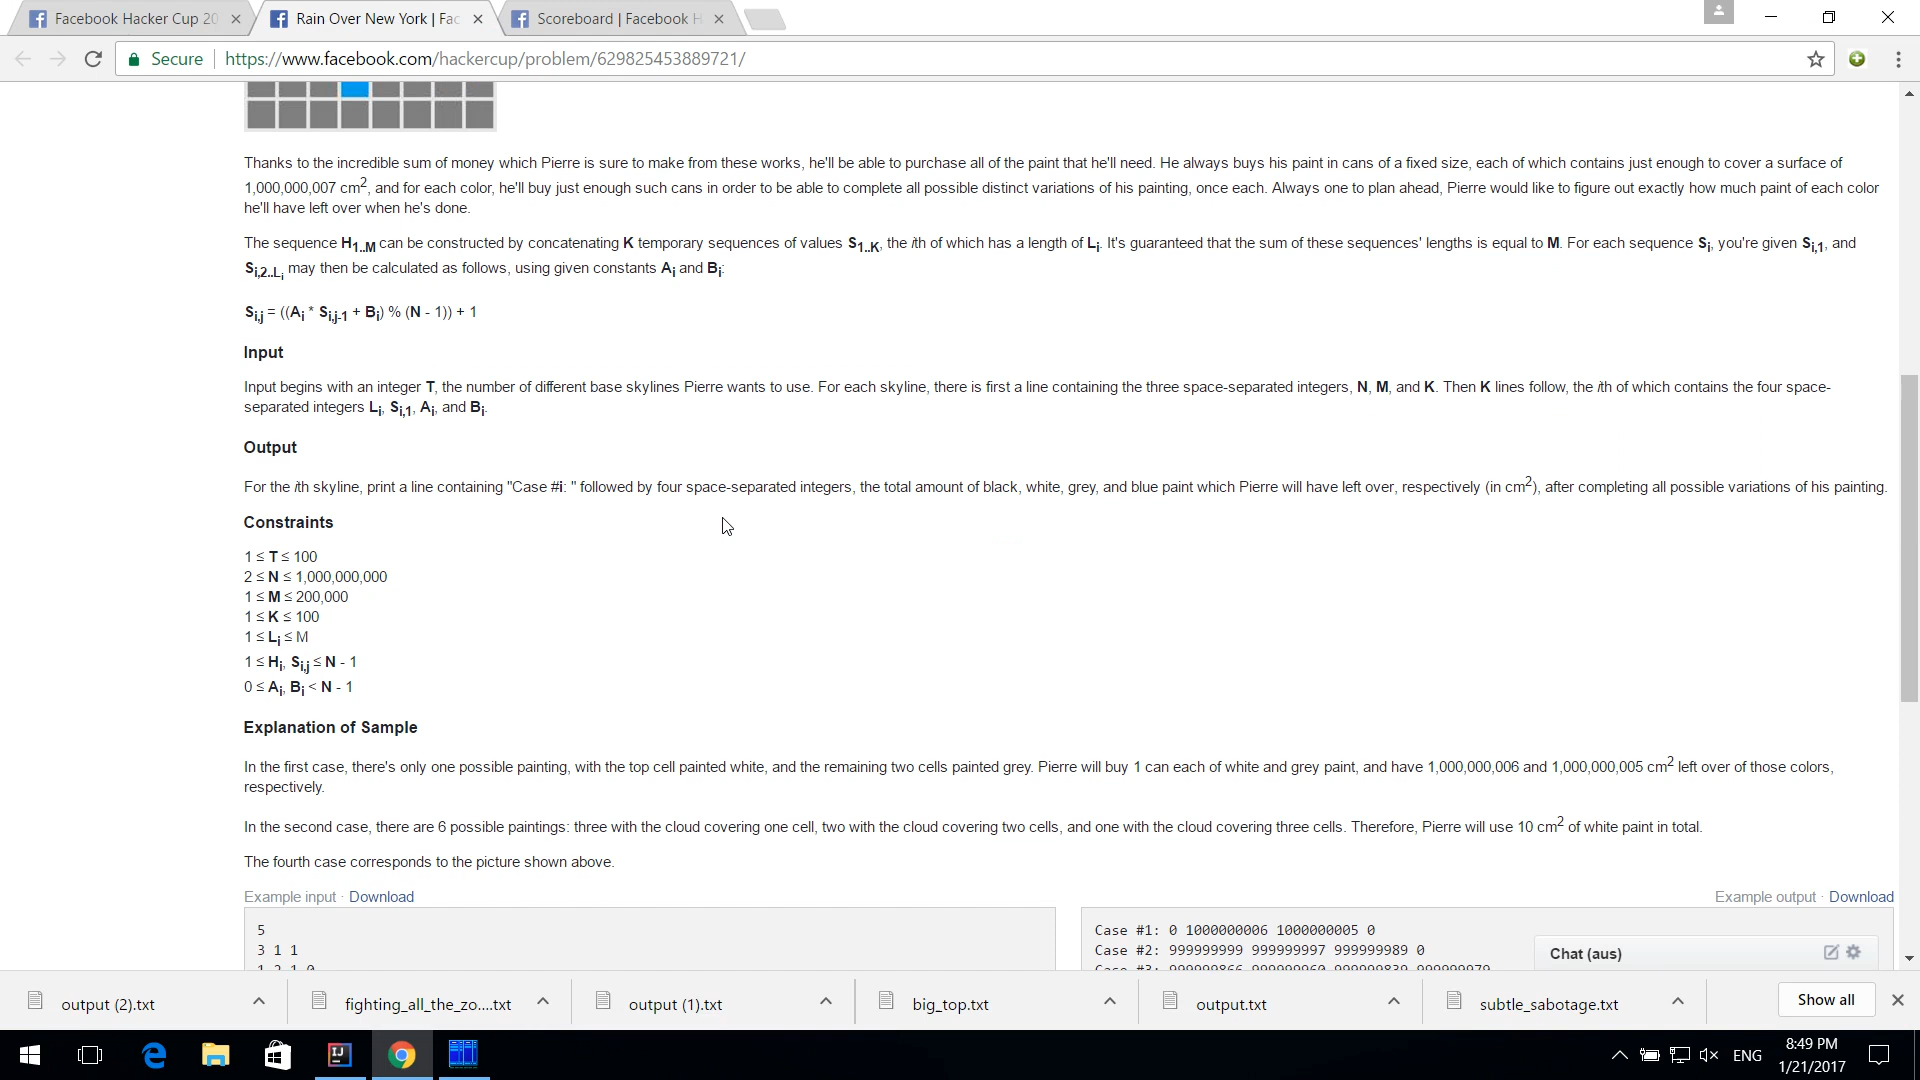 Facebook Hacker Cup 20
Rain Over New York | Fac
Scoreboard | Facebook H
Secure
https://www.facebook.com/hackercup/problem/629825453889721/
Thanks to the incredible sum of money which Pierre is sure to make from these works, he'll be able to purchase all of the paint that he'll need. He always buys his paint in cans of a fixed size, each of which contains just enough to cover a surface of
1,000,000,007 cm2, and for each color, he'll buy just enough such cans in order to be able to complete all possible distinct variations of his painting, once each. Always one to plan ahead, Pierre would like to figure out exactly how much paint of each color
he'll have left over when he's done.
The sequence H1..M can be constructed by concatenating K temporary sequences of values S1..K, the ith of which has a length of Li. It's guaranteed that the sum of these sequences' lengths is equal to M. For each sequence Si, you're given Si,1, and
Si,2..Li may then be calculated as follows, using given constants Ai and Bi:
Si,j = ((Ai * Si,j-1 + Bi) % (N - 1)) + 1
Input
Input begins with an integer T, the number of different base skylines Pierre wants to use. For each skyline, there is first a line containing the three space-separated integers, N, M, and K. Then K lines follow, the ith of which contains the four space-
separated integers Li, Si,1, Ai, and Bi.
Output
For the ith skyline, print a line containing "Case #i: " followed by four space-separated integers, the total amount of black, white, grey, and blue paint which Pierre will have left over, respectively (in cm2), after completing all possible variations of his painting.
Constraints
1 ≤ T ≤ 100
2 ≤ N ≤ 1,000,000,000
1 ≤ M ≤ 200,000
1 ≤ K ≤ 100
1 ≤ Li ≤ M
1 ≤ Hi, Si,j ≤ N - 1
0 ≤ Ai, Bi < N - 1
Explanation of Sample
In the first case, there's only one possible painting, with the top cell painted white, and the remaining two cells painted grey. Pierre will buy 1 can each of white and grey paint, and have 1,000,000,006 and 1,000,000,005 cm2 left over of those colors,
respectively.
In the second case, there are 6 possible paintings: three with the cloud covering one cell, two with the cloud covering two cells, and one with the cloud covering three cells. Therefore, Pierre will use 10 cm2 of white paint in total.
The fourth case corresponds to the picture shown above.
Example input · Download
Example output · Download
5
3 1 1
1 2 1 0
Case #1: 0 1000000006 1000000005 0
Case #2: 999999999 999999997 999999989 0
Case #3: 999999866 999999960 999999839 999999979
Chat (aus)
output (2).txt
fighting_all_the_zo....txt
output (1).txt
big_top.txt
output.txt
subtle_sabotage.txt
Show all
IJ
ENG
8:49 PM
1/21/2017